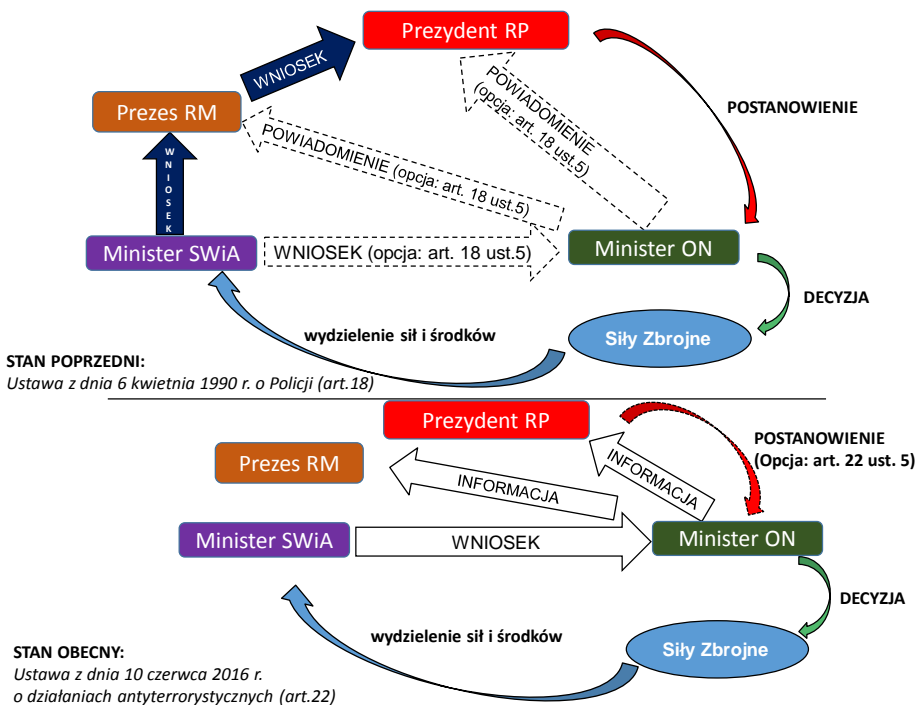 Prezydent RP
WNIOSEK
POWIADOMIENIE
(opcja: art. 18 ust.5)
POSTANOWIENIE
Prezes RM
POWIADOMIENIE (opcja: art. 18 ust.5)
WNIOSEK
Minister SWiA
WNIOSEK (opcja: art. 18 ust.5)
Minister ON
DECYZJA
wydzielenie sił i środków
Siły Zbrojne
STAN POPRZEDNI:
Ustawa z dnia 6 kwietnia 1990 r. o Policji (art.18)
Prezydent RP
POSTANOWIENIE
(Opcja: art. 22 ust. 5)
Prezes RM
INFORMACJA
INFORMACJA
Minister SWiA
WNIOSEK
Minister ON
DECYZJA
wydzielenie sił i środków
Siły Zbrojne
STAN OBECNY:
Ustawa z dnia 10 czerwca 2016 r.
o działaniach antyterrorystycznych (art.22)